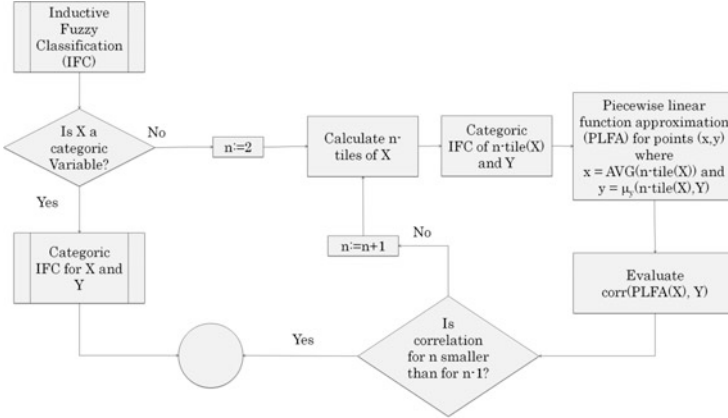 Inductive
Fuzzy
Classification
(IFC)
Is X a
categoric
Variable?
No
n:=2
Calculate n-
tiles of X
Categoric
IFC of n-tile(X)
and Y
Piecewise linear
function approximation
(PLFA) for points (x,y)
where
x = AVG(n-tile(X)) and
y = μy(n-tile(X),Y)
Yes
Categoric
IFC for X and
Y
n:=n+1
No
Evaluate
corr(PLFA(X), Y)
Is
correlation
for n smaller
than for n-1?
Yes